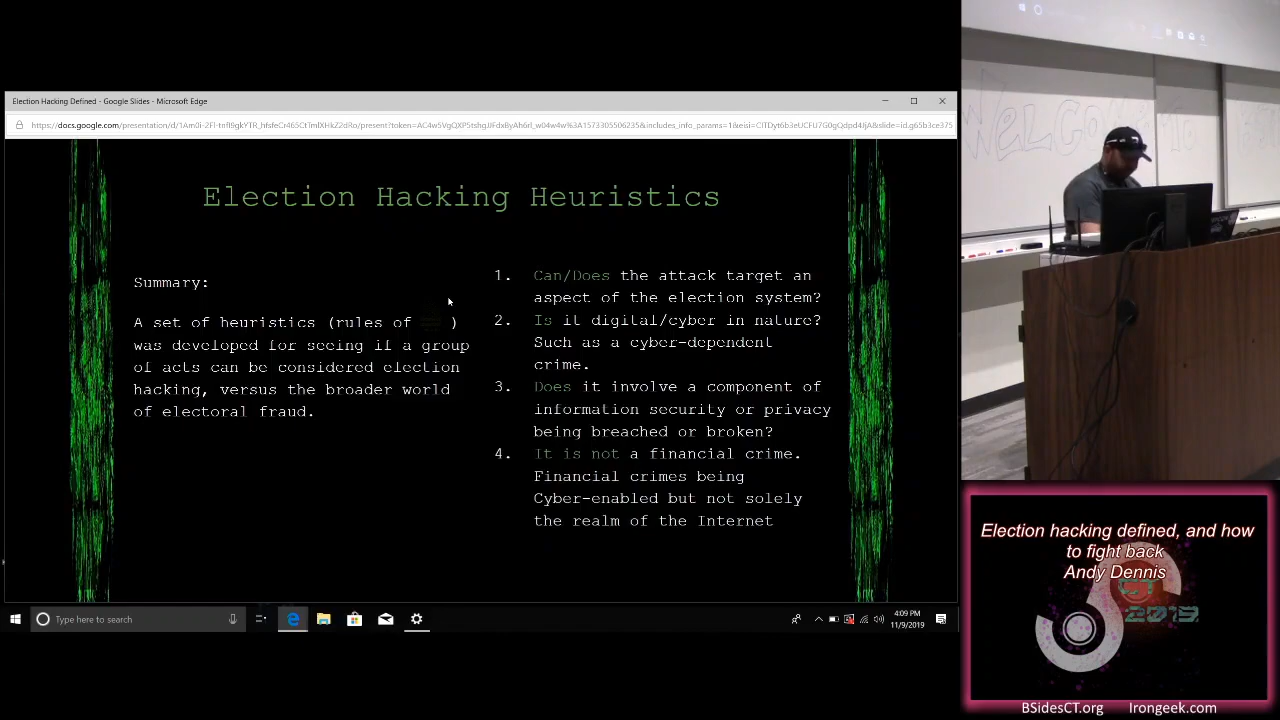 Election Hacking Defined - Google Slides - Microsoft Edge
Election Hacking Heuristics
Summary:
A set of heuristics (rules of )
was developed for seeing if a group
of acts can be considered election
hacking, versus the broader world
of electoral fraud.
1. Can/Does the attack target an
aspect of the election system?
2. Is it digital/cyber in nature?
Such as a cyber-dependent
crime.
3. Does it involve a component of
information security or privacy
being breached or broken?
4. It is not a financial crime.
Financial crimes being
Cyber-enabled but not solely
the realm of the Internet
Type here to search
4:09 PM
11/9/2019
WELCOME TO
Election hacking defined, and how
to fight back
Andy Dennis
CT
2019
BSidesCT.org Irongeek.com